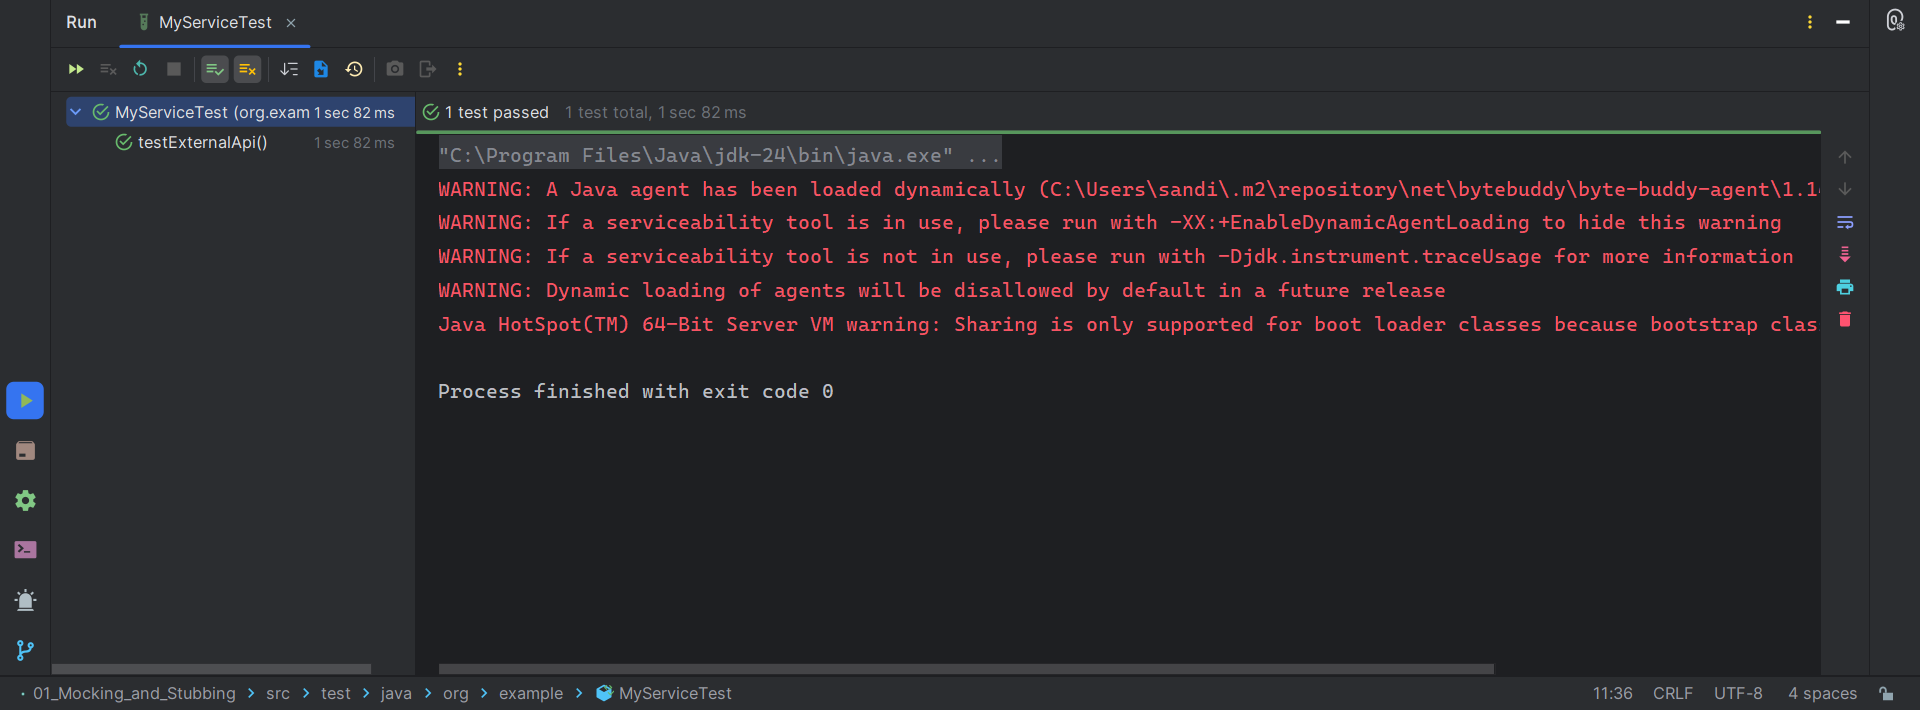 Run MyServiceTest
MyServiceTest (org.exam 1 sec 82 ms
testExternalApi() 1 sec 82 ms
1 test passed 1 test total, 1 sec 82 ms
"C:\Program Files\Java\jdk-24\bin\java.exe" ...
WARNING: A Java agent has been loaded dynamically (C:\Users\sandi\.m2\repository\net\bytebuddy\byte-buddy-agent\1.1
WARNING: If a serviceability tool is in use, please run with -XX:+EnableDynamicAgentLoading to hide this warning
WARNING: If a serviceability tool is not in use, please run with -Djdk.instrument.traceUsage for more information
WARNING: Dynamic loading of agents will be disallowed by default in a future release
Java HotSpot(TM) 64-Bit Server VM warning: Sharing is only supported for boot loader classes because bootstrap clas
Process finished with exit code 0
01_Mocking_and_Stubbing > src > test > java > org > example > MyServiceTest 11:36 CRLF UTF-8 4 spaces